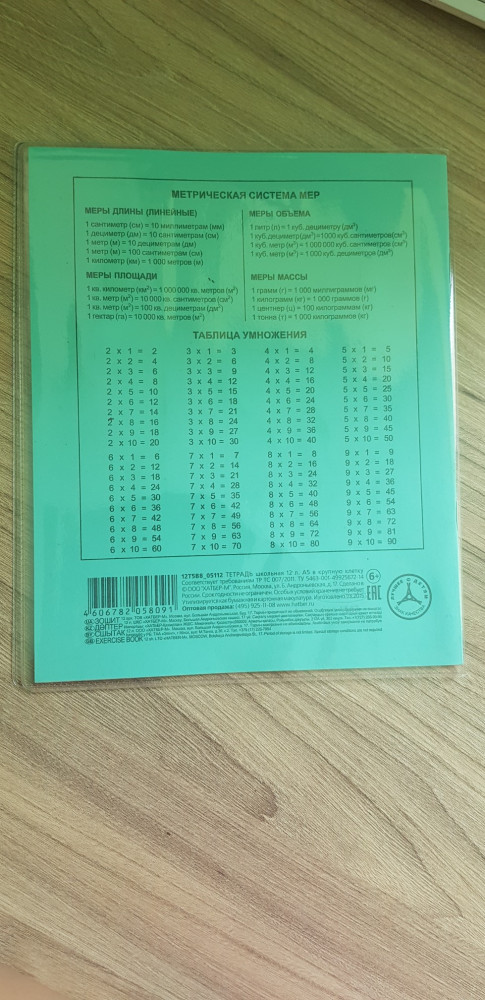 МЕТРИЧЕСКАЯ СИСТЕМА МЕР
МЕРЫ ДЛИНЫ (ЛИНЕЙНЫЕ)
1 сантиметр (см) = 10 миллиметрам (мм)
1 дециметр (дм) = 10 сантиметрам (см)
1 метр (м) = 10 дециметрам (дм)
1 метр (м) = 100 сантиметрам (см)
1 километр (км) = 1 000 метров (м)
МЕРЫ ОБЪЕМА
1 литр (л) = 1 куб. дециметру (дм³)
1 куб. дециметр (дм³) = 1000 куб. сантиметров (см³)
1 куб. метр (м³) = 1 000 000 куб. сантиметров (см³)
1 куб. метр (м³) = 1 000 куб. дециметров (дм³)
МЕРЫ ПЛОЩАДИ
1 кв. километр (км²) = 1 000 000 кв. метров (м²)
1 кв. метр (м²) = 10 000 кв. сантиметров (см²)
1 кв. метр (м²) = 100 кв. дециметрам (дм²)
1 гектар (га) = 10 000 кв. метров (м²)
МЕРЫ МАССЫ
1 грамм (г) = 1 000 миллиграммов (мг)
1 килограмм (кг) = 1 000 граммов (г)
1 центнер (ц) = 100 килограммам (кг)
1 тонна (т) = 1 000 килограммов (кг)
ТАБЛИЦА УМНОЖЕНИЯ
2 x 1 = 2 3 x 1 = 3 4 x 1 = 4 5 x 1 = 5
2 x 2 = 4 3 x 2 = 6 4 x 2 = 8 5 x 2 = 10
2 x 3 = 6 3 x 3 = 9 4 x 3 = 12 5 x 3 = 15
2 x 4 = 8 3 x 4 = 12 4 x 4 = 16 5 x 4 = 20
2 x 5 = 10 3 x 5 = 15 4 x 5 = 20 5 x 5 = 25
2 x 6 = 12 3 x 6 = 18 4 x 6 = 24 5 x 6 = 30
2 x 7 = 14 3 x 7 = 21 4 x 7 = 28 5 x 7 = 35
2 x 8 = 16 3 x 8 = 24 4 x 8 = 32 5 x 8 = 40
2 x 9 = 18 3 x 9 = 27 4 x 9 = 36 5 x 9 = 45
2 x 10 = 20 3 x 10 = 30 4 x 10 = 40 5 x 10 = 50
6 x 1 = 6 7 x 1 = 7 8 x 1 = 8 9 x 1 = 9
6 x 2 = 12 7 x 2 = 14 8 x 2 = 16 9 x 2 = 18
6 x 3 = 18 7 x 3 = 21 8 x 3 = 24 9 x 3 = 27
6 x 4 = 24 7 x 4 = 28 8 x 4 = 32 9 x 4 = 36
6 x 5 = 30 7 x 5 = 35 8 x 5 = 40 9 x 5 = 45
6 x 6 = 36 7 x 6 = 42 8 x 6 = 48 9 x 6 = 54
6 x 7 = 42 7 x 7 = 49 8 x 7 = 56 9 x 7 = 63
6 x 8 = 48 7 x 8 = 56 8 x 8 = 64 9 x 8 = 72
6 x 9 = 54 7 x 9 = 63 8 x 9 = 72 9 x 9 = 81
6 x 10 = 60 7 x 10 = 70 8 x 10 = 80 9 x 10 = 90
4 606782 058091
12Т5В8_05112 ТЕТРАДЬ школьная 12 л. А5 в крупную клетку
Соответствует требованиям ТР ТС 007/2011.
© ООО "ХАТБЕР-М", Россия, Москва,
России. Срок годности не ограничен.
Оптовая продажа: (495) 925-11-08 www.hatber.ru
6+
EAC
ЗОШИТ
ДӘПТЕР
СШЫТАК
EXERCISE BOOK